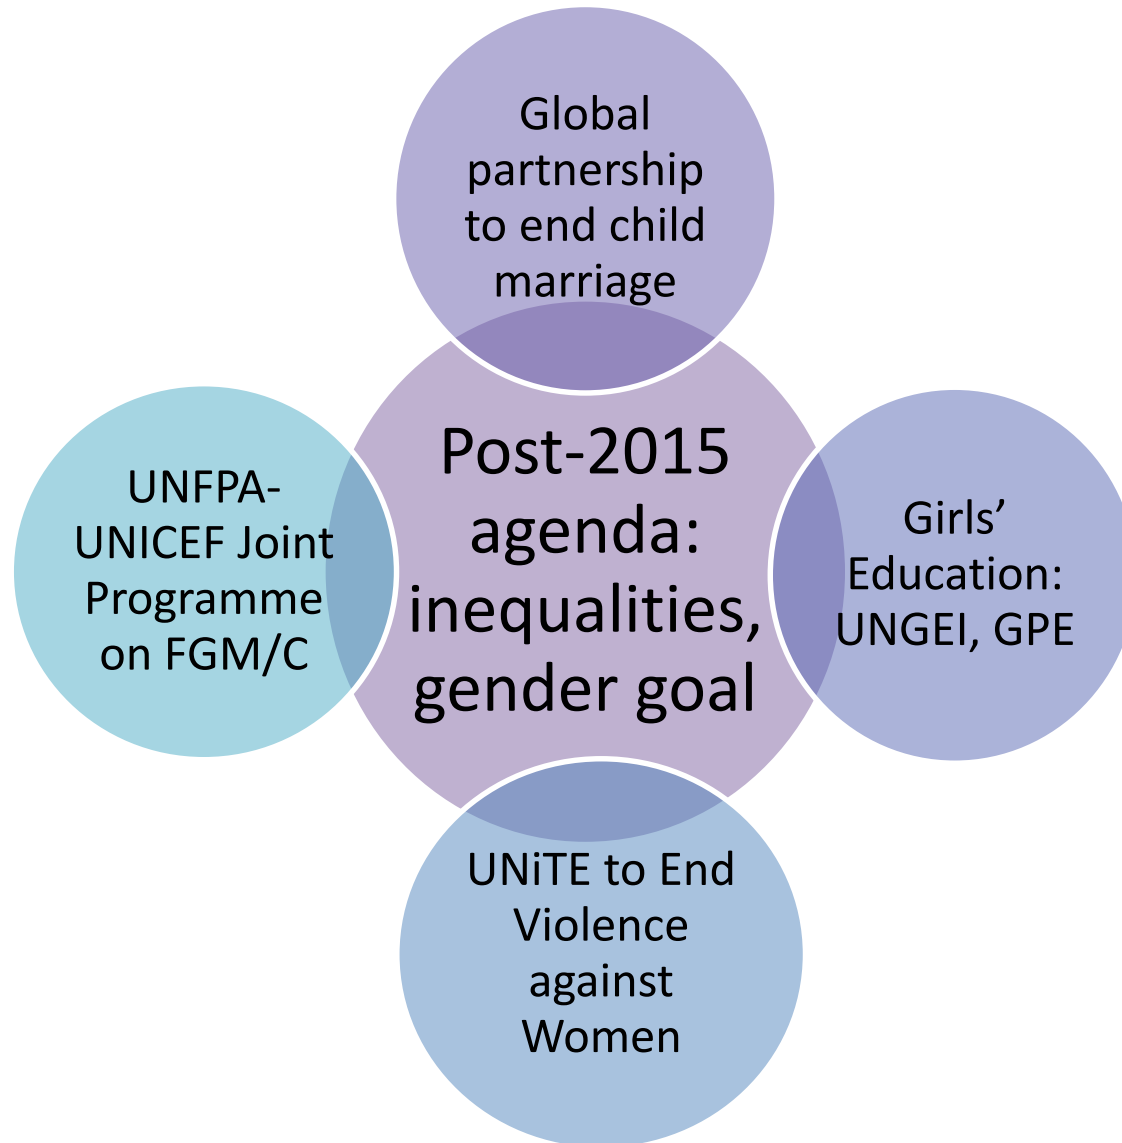 Global
partnership
to end child
marriage
UNFPA-
UNICEF Joint
Programme
on FGM/C
Post-2015
agenda:
inequalities,
gender goal
Girls’
Education:
UNGEI, GPE
UNiTE to End
Violence
against
Women